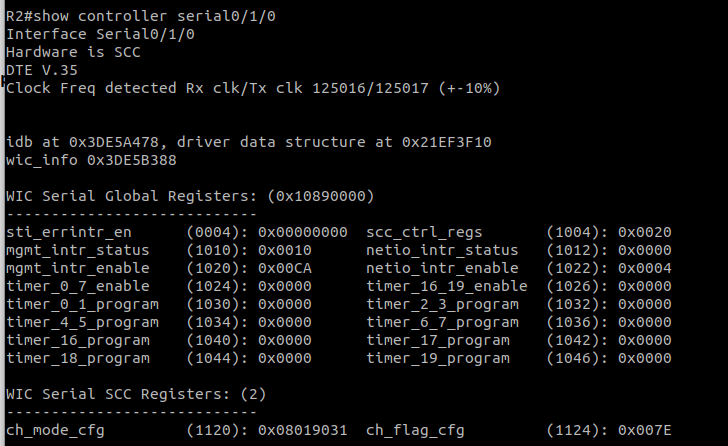 R2#show controller serial0/1/0
Interface Serial0/1/0
Hardware is SCC
DTE V.35
Clock Freq detected Rx clk/Tx clk 125016/125017 (+-10%)
idb at 0x3DE5A478, driver data structure at 0x21EF3F10
wic_info 0x3DE5B388
WIC Serial Global Registers: (0x10890000)
----------------------------
sti_errintr_en      (0004): 0x00000000  scc_ctrl_regs       (1004): 0x0020
mgmt_intr_status    (1010): 0x0010      netio_intr_status   (1012): 0x0000
mgmt_intr_enable    (1020): 0x00CA      netio_intr_enable   (1022): 0x0004
timer_0_7_enable    (1024): 0x0000      timer_16_19_enable  (1026): 0x0000
timer_0_1_program   (1030): 0x0000      timer_2_3_program   (1032): 0x0000
timer_4_5_program   (1034): 0x0000      timer_6_7_program   (1036): 0x0000
timer_16_program    (1040): 0x0000      timer_17_program    (1042): 0x0000
timer_18_program    (1044): 0x0000      timer_19_program    (1046): 0x0000
WIC Serial SCC Registers: (2)
----------------------------
ch_mode_cfg         (1120): 0x08019031  ch_flag_cfg         (1124): 0x007E